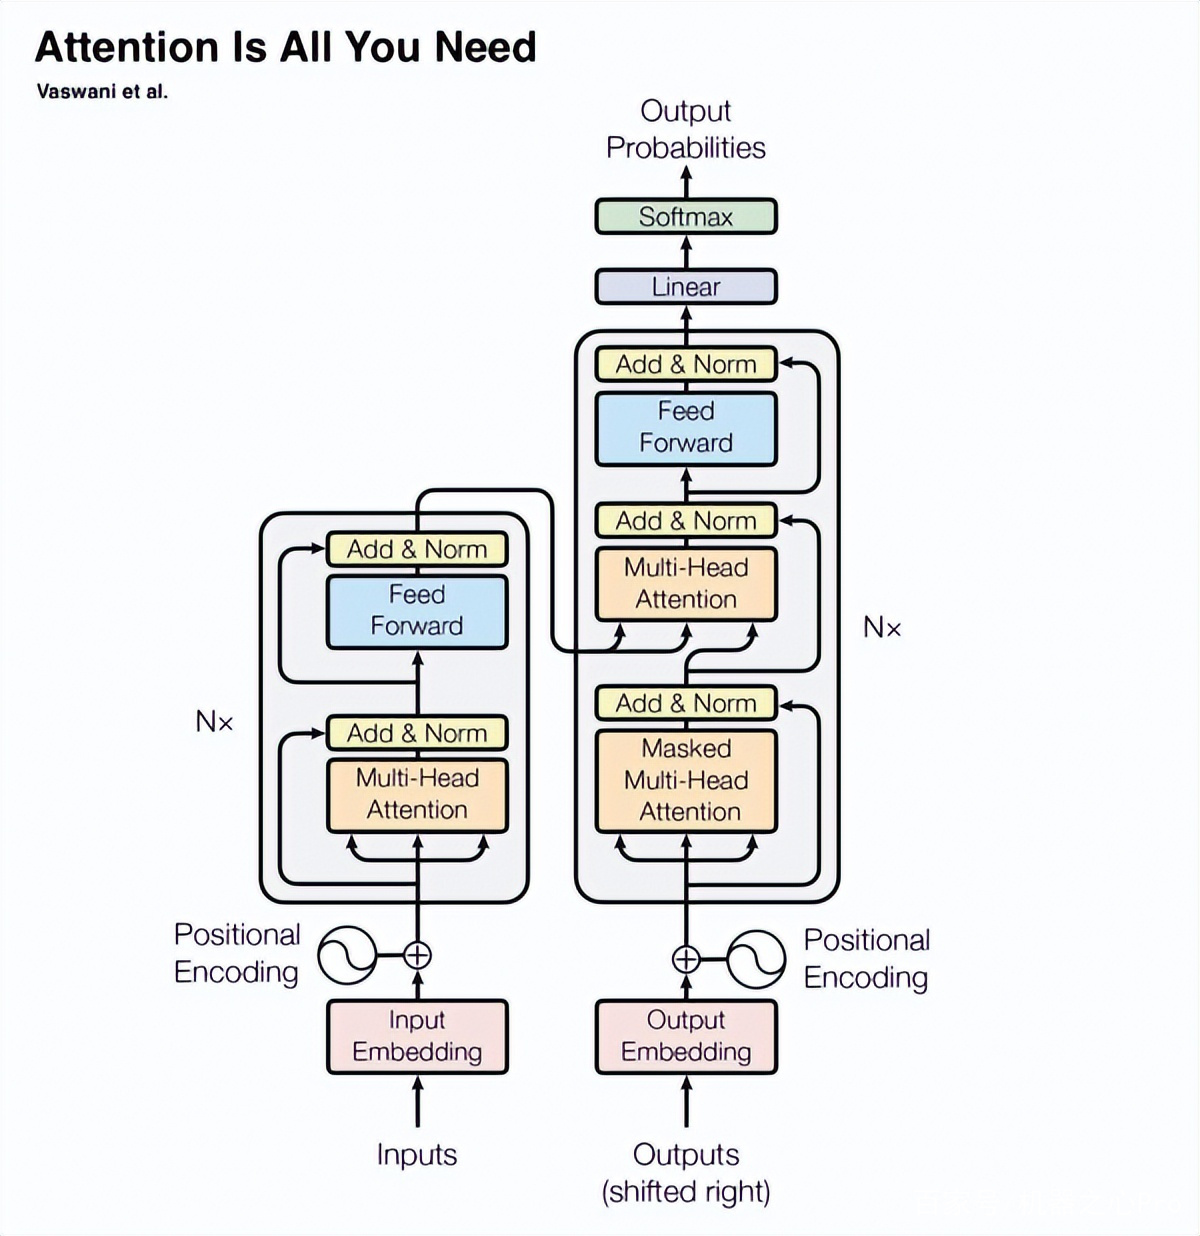 Attention Is All You Need
Vaswani et al.
Output
Probabilities
Softmax
Linear
Add & Norm
Feed
Forward
Add & Norm
Multi-Head
Attention
Add & Norm
Masked
Multi-Head
Attention
Nx
Add & Norm
Feed
Forward
Add & Norm
Multi-Head
Attention
Nx
Positional
Encoding
Positional
Encoding
Input
Embedding
Output
Embedding
Inputs
Outputs
(shifted right)